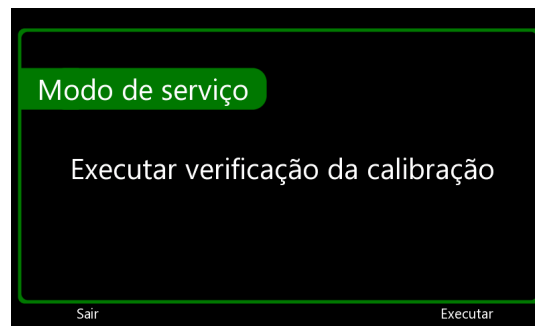 Modo de serviço
Executar verificação da calibração
Sair
Executar